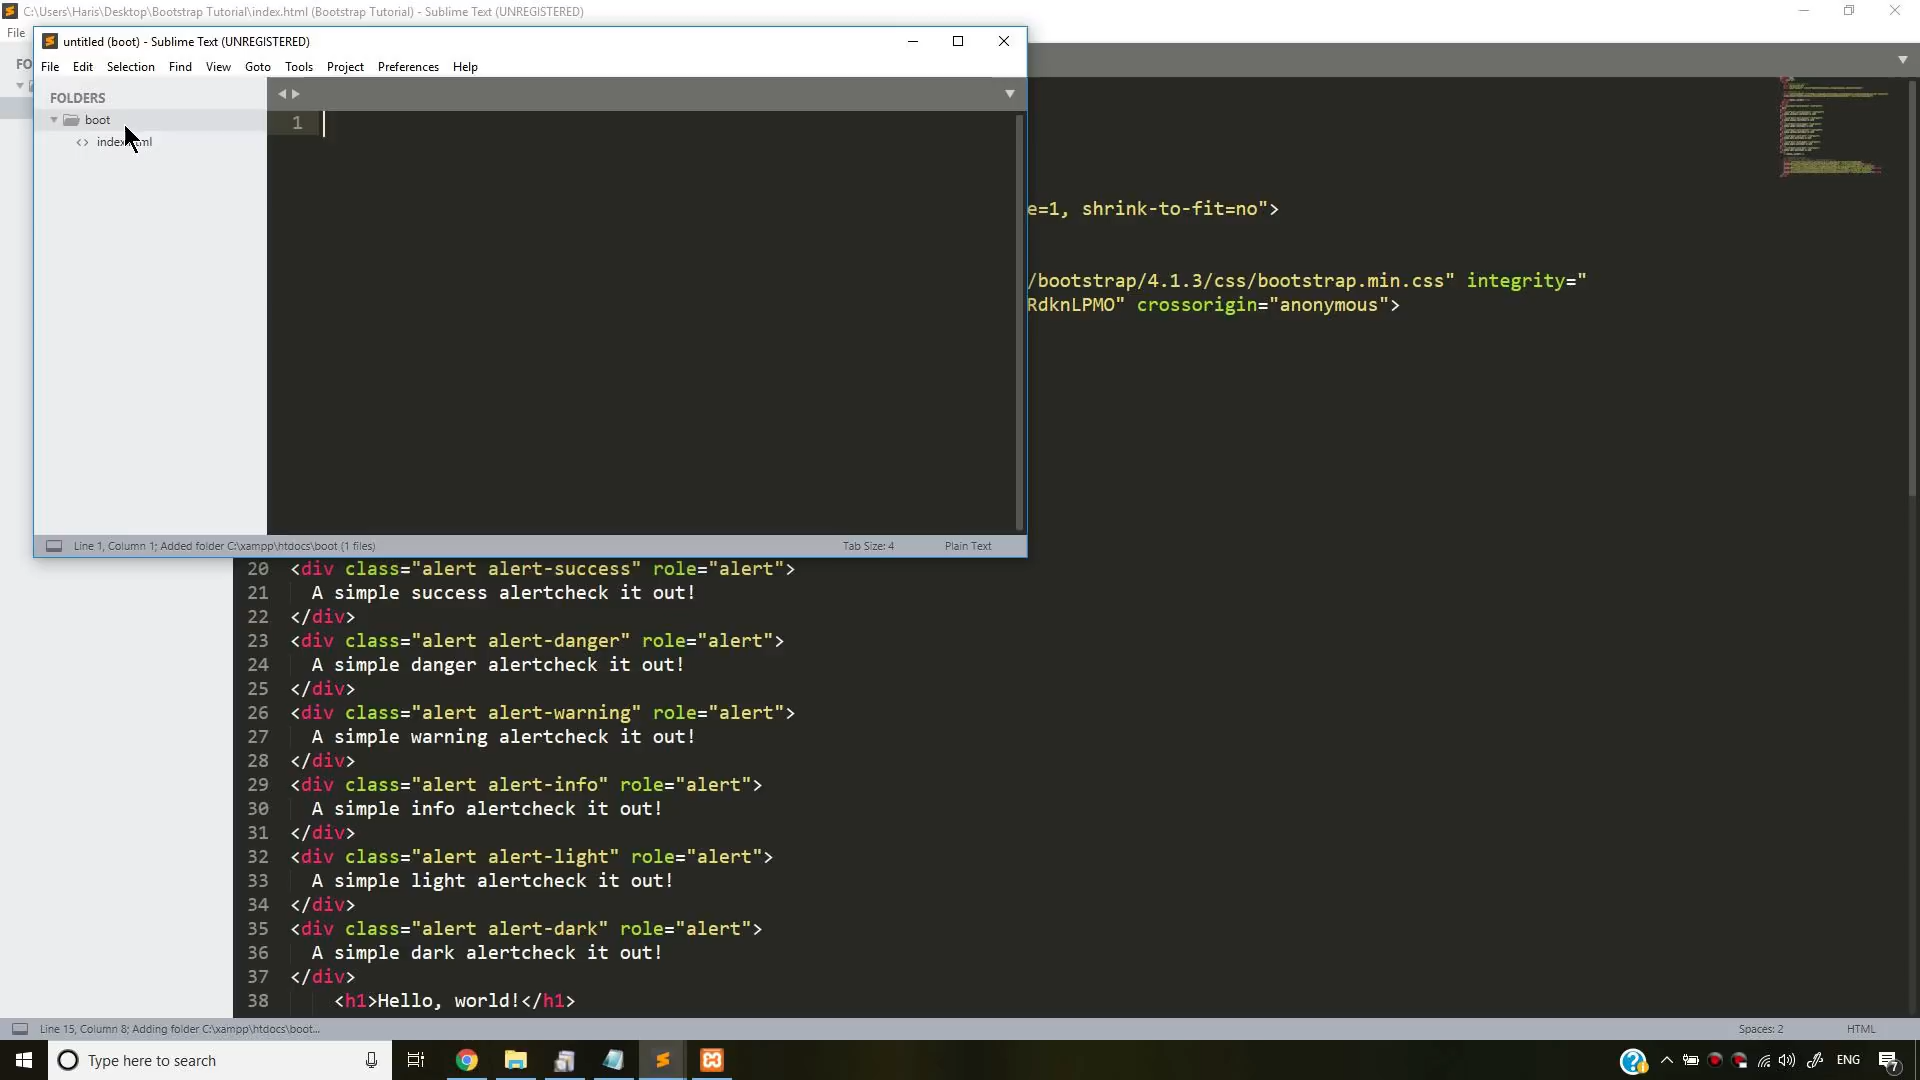 C:\Users\Haris\Desktop\Bootstrap Tutorial\index.html (Bootstrap Tutorial) - Sublime Text (UNREGISTERED)
File
FO
untitled (boot) - Sublime Text (UNREGISTERED)
File Edit Selection Find View Goto Tools Project Preferences Help
FOLDERS
boot
1
e=1, shrink-to-fit=no">
/bootstrap/4.1.3/css/bootstrap.min.css" integrity="
RdknLPMO" crossorigin="anonymous">
Line 1, Column 1; Added folder C:\xampp\htdocs\boot (1 files)
Tab Size: 4
Plain Text
20 <div class="alert alert-success" role="alert">
21 A simple success alertcheck it out!
22 </div>
23 <div class="alert alert-danger" role="alert">
24 A simple danger alertcheck it out!
25 </div>
26 <div class="alert alert-warning" role="alert">
27 A simple warning alertcheck it out!
28 </div>
29 <div class="alert alert-info" role="alert">
30 A simple info alertcheck it out!
31 </div>
32 <div class="alert alert-light" role="alert">
33 A simple light alertcheck it out!
34 </div>
35 <div class="alert alert-dark" role="alert">
36 A simple dark alertcheck it out!
37 </div>
38 <h1>Hello, world!</h1>
Line 15, Column 8; Adding folder C:\xampp\htdocs\boot...
Spaces: 2
HTML
Type here to search
ENG
7